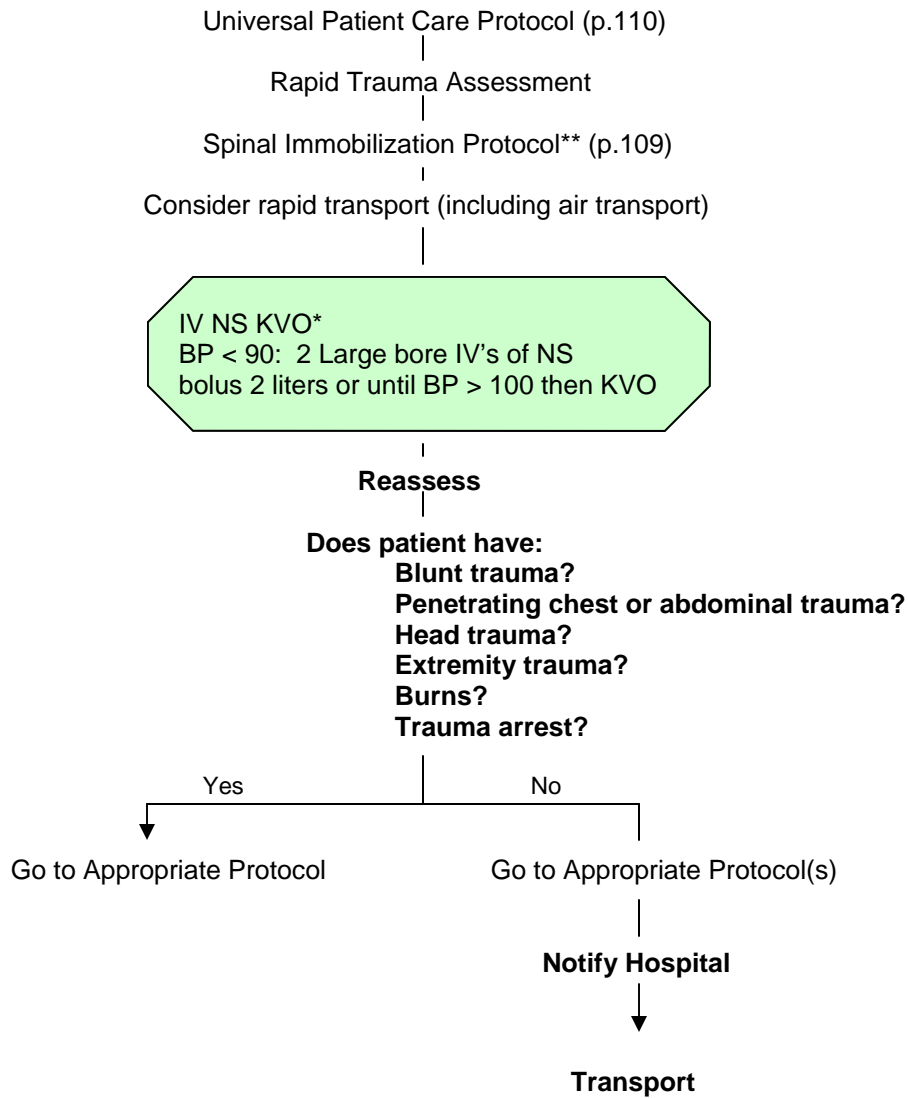 Universal Patient Care Protocol (p.110)
Rapid Trauma Assessment
Spinal Immobilization Protocol** (p.109)
Consider rapid transport (including air transport)
IV NS KVO*
BP < 90:  2 Large bore IV's of NS
bolus 2 liters or until BP > 100 then KVO
Reassess
Does patient have:
Blunt trauma?
Penetrating chest or abdominal trauma?
Head trauma?
Extremity trauma?
Burns?
Trauma arrest?
Yes
No
Go to Appropriate Protocol
Go to Appropriate Protocol(s)
Notify Hospital
Transport